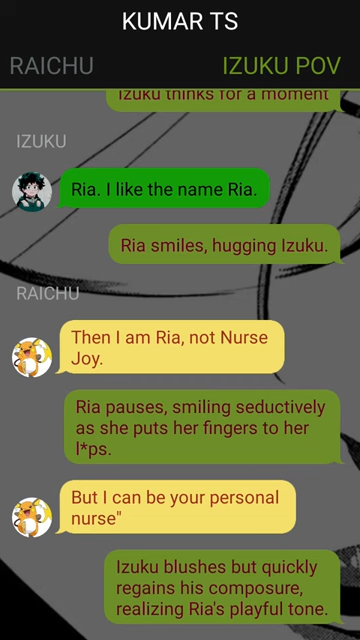 KUMAR TS
RAICHU
IZUKU POV
Izuku thinks for a moment
IZUKU
Ria. I like the name Ria.
Ria smiles, hugging Izuku.
RAICHU
Then I am Ria, not Nurse
Joy.
Ria pauses, smiling seductively
as she puts her fingers to her
l*ps.
But I can be your personal
nurse"
Izuku blushes but quickly
regains his composure,
realizing Ria's playful tone.